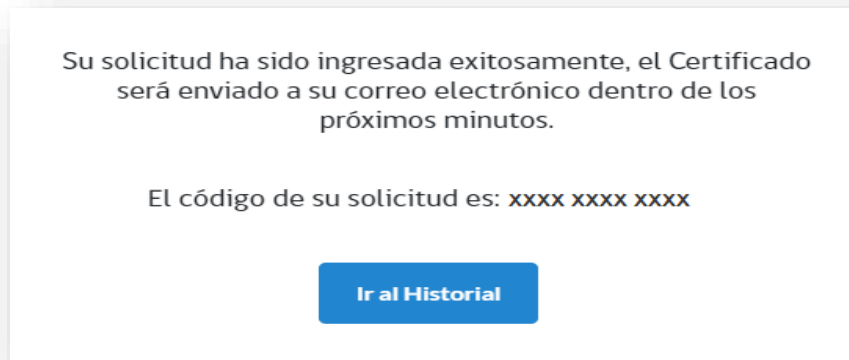 Su solicitud ha sido ingresada exitosamente, el Certificado
será enviado a su correo electrónico dentro de los
próximos minutos.
El código de su solicitud es: xxxx xxxx xxxx
Ir al Historial